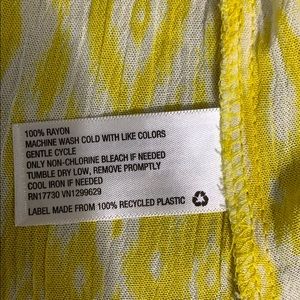 100% RAYON
MACHINE WASH COLD WITH LIKE COLORS
GENTLE CYCLE
ONLY NON-CHLORINE BLEACH IF NEEDED
TUMBLE DRY LOW, REMOVE PROMPTLY
COOL IRON IF NEEDED
RN17730 VN1299629
LABEL MADE FROM 100% RECYCLED PLASTIC